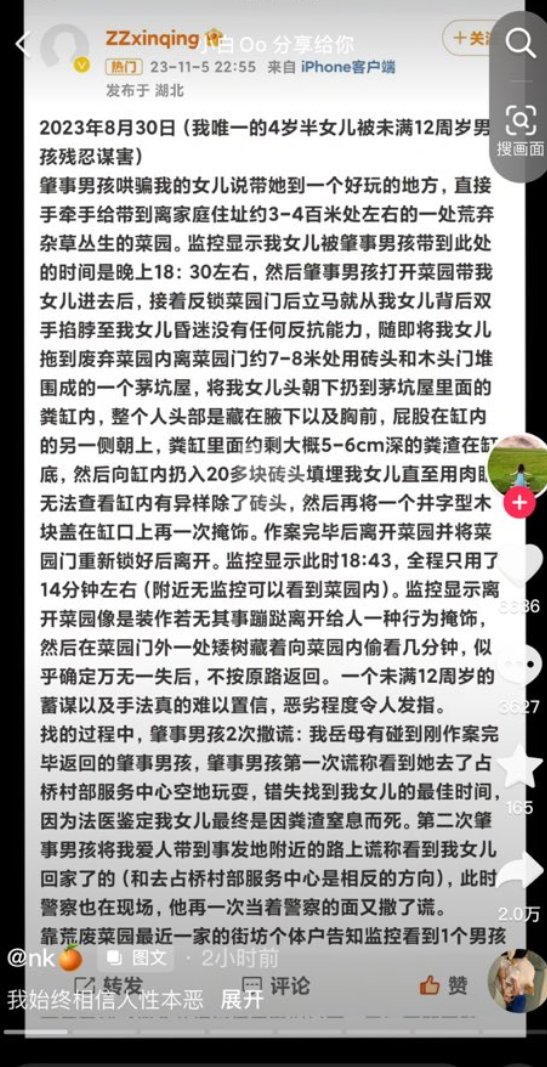 ZZxinqing
小白Oo 分享给你
+关注
热门 23-11-5 22:55 来自 iPhone客户端
发布于 湖北
搜画面
2023年8月30日（我唯一的4岁半女儿被未满12周岁男
孩残忍谋害）
肇事男孩哄骗我的女儿说带她到一个好玩的地方，直接
手牵手给带到离家庭住址约3-4百米处左右的一处荒弃
杂草丛生的菜园。监控显示我女儿被肇事男孩带到此处
的时间是晚上18：30左右，然后肇事男孩打开菜园带我
女儿进去后，接着反锁菜园门后立马就从我女儿背后双
手掐脖至我女儿昏迷没有任何反抗能力，随即将我女儿
拖到废弃菜园内离菜园门约7-8米处用砖头和木头门堆
围成的一个茅坑屋，将我女儿头朝下扔到茅坑屋里面的
粪缸内，整个人头部是藏在腋下以及胸前，屁股在缸内
的另一侧朝上，粪缸里面约剩大概5-6cm深的粪渣在缸
底，然后向缸内扔入20多块砖头填埋我女儿直至用肉
无法查看缸内有异样除了砖头，然后再将一个井字型木
块盖在缸口上再一次掩饰。作案完毕后离开菜园并将菜
园门重新锁好后离开。监控显示此时18:43，全程只用了
14分钟左右（附近无监控可以看到菜园内）。监控显示离
开菜园像是装作若无其事蹦跶离开给人一种行为掩饰，
然后在菜园门外一处矮树藏着向菜园内偷看几分钟，似
乎确定万无一失后，不按原路返回。一个未满12周岁的
蓄谋以及手法真的难以置信，恶劣程度令人发指。
找的过程中，肇事男孩2次撒谎：我岳母有碰到刚作案完
毕返回的肇事男孩，肇事男孩第一次谎称看到她去了占
桥村部服务中心空地玩耍，错失找到我女儿的最佳时间，
因为法医鉴定我女儿最终是因粪渣窒息而死。第二次肇
事男孩将我爱人带到事发地附近的路上谎称看到我女儿
回家了的（和去占桥村部服务中心是相反的方向），此时
警察也在现场，他再一次当着警察的面又撒了谎。
靠荒废菜园最近一家的街坊个体户告知监控看到1个男孩
3627
165
2.0万
@nk🍊 图文 · 2小时前
转发 评论 赞
我始终相信人性本恶 展开